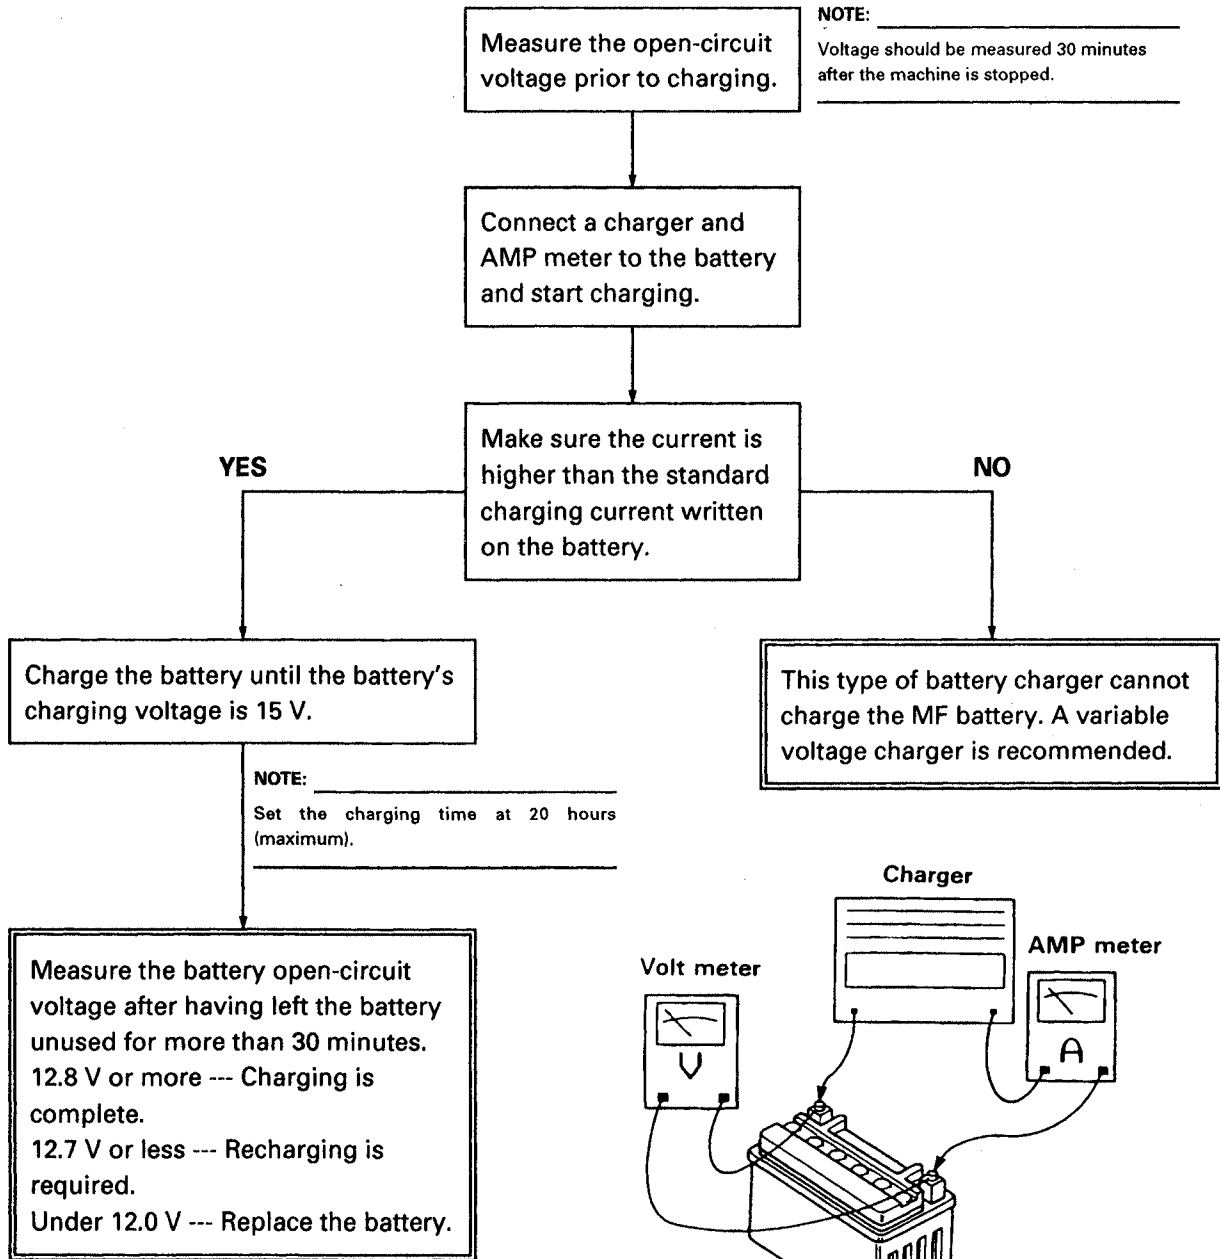 Measure the open-circuit
voltage prior to charging.
NOTE:
Voltage should be measured 30 minutes
after the machine is stopped.
Connect a charger and
AMP meter to the battery
and start charging.
Make sure the current is
higher than the standard
charging current written
on the battery.
YES
NO
Charge the battery until the battery's
charging voltage is 15 V.
This type of battery charger cannot
charge the MF battery. A variable
voltage charger is recommended.
NOTE:
Set the charging time at 20 hours
(maximum).
Measure the battery open-circuit
voltage after having left the battery
unused for more than 30 minutes.
12.8 V or more --- Charging is
complete.
12.7 V or less --- Recharging is
required.
Under 12.0 V --- Replace the battery.
Charger
Volt meter
AMP meter
V
A